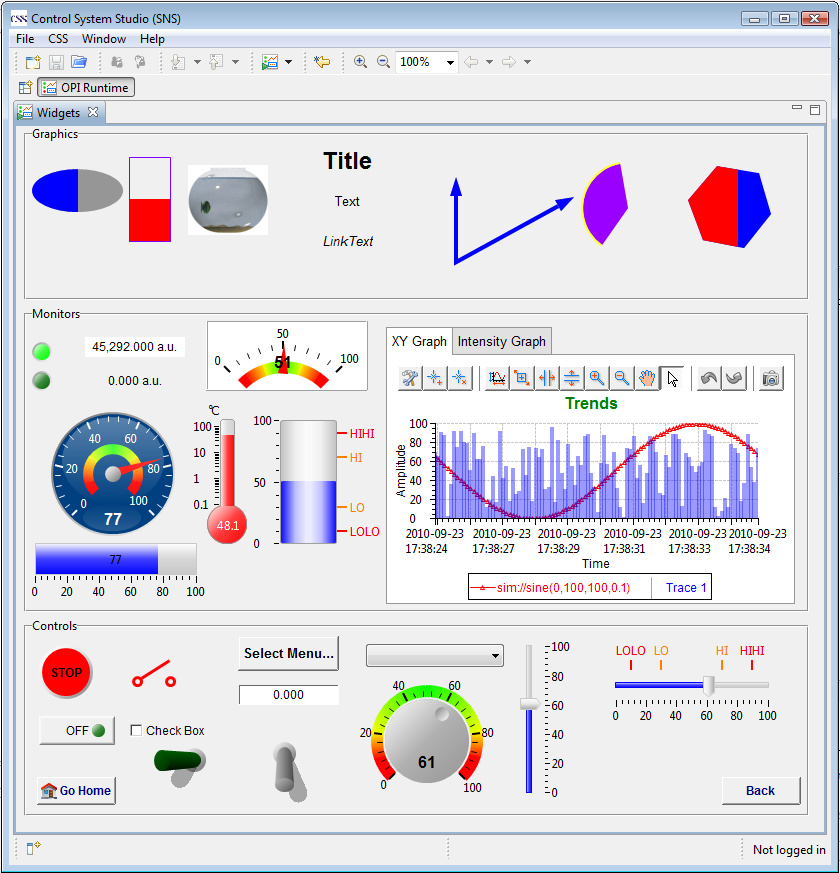 CSS Control System Studio (SNS)
File CSS Window Help
100%
OPI Runtime
Widgets
Graphics
Title
Text
LinkText
Monitors
45,292.000 a.u.
0.000 a.u.
0 50 100
51
XY Graph Intensity Graph
Trends
Amplitude
100
80
60
40
20
0
2010-09-23 2010-09-23 2010-09-23 2010-09-23 2010-09-23 2010-09-23
17:38:24 17:38:27 17:38:29 17:38:31 17:38:33 17:38:34
Time
sim://sine(0,100,100,0.1) Trace 1
0 20 40 60 80 100
77
77
0 20 40 60 80 100
℃
100
10
1
0.1
48.1
100
50
0
HIHI
HI
LO
LOLO
Controls
STOP
Select Menu...
0.000
OFF
Check Box
Go Home
0 20 40 60 80 100
61
100
80
60
40
20
0
LOLO LO HI HIHI
0 20 40 60 80 100
Back
Not logged in